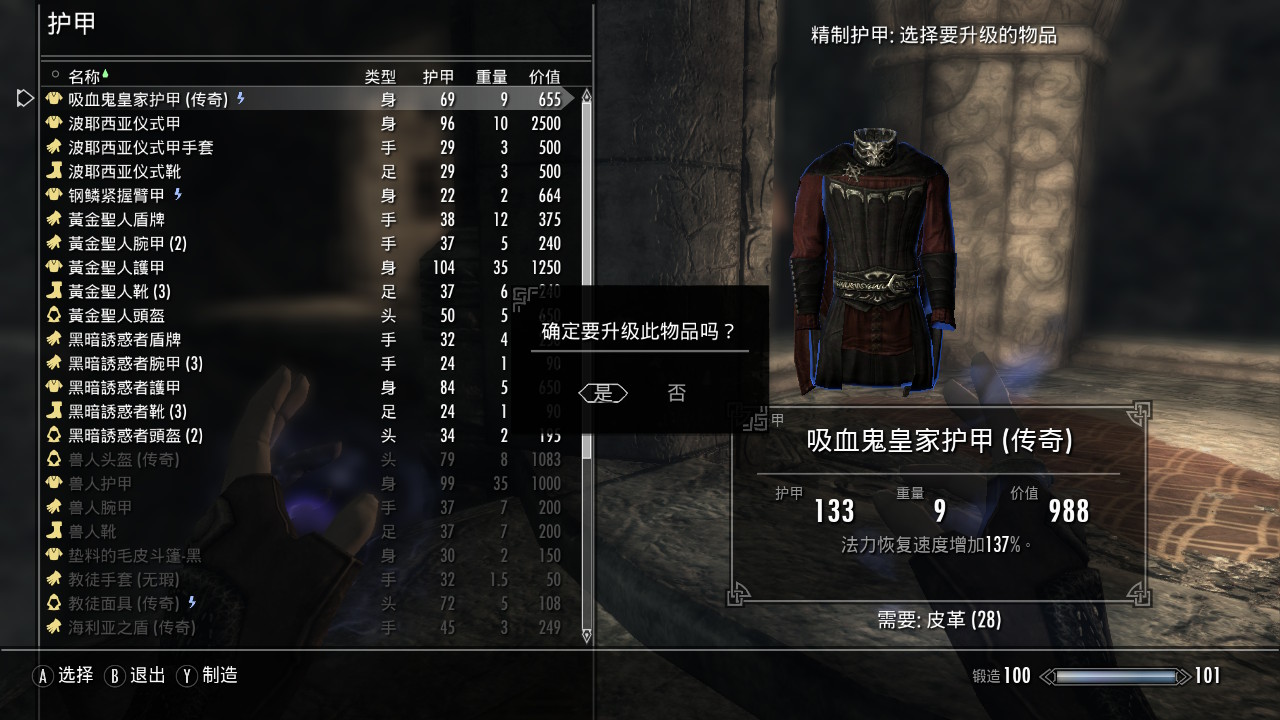 护甲
精制护甲: 选择要升级的物品
名称 类型 护甲 重量 价值
吸血鬼皇家护甲 (传奇) 身 69 9 655
波耶西亚仪式甲 身 96 10 2500
波耶西亚仪式甲手套 手 29 3 500
波耶西亚仪式靴 足 29 3 500
钢鳞紧握臂甲 身 22 2 664
黃金聖人盾牌 手 38 12 375
黃金聖人腕甲 (2) 手 37 5 240
黃金聖人護甲 身 104 35 1250
黃金聖人靴 (3) 足 37 6 240
黃金聖人頭盔 头 50 5
黑暗誘惑者盾牌 手 32 4
黑暗誘惑者腕甲 (3) 手 24 1 90
黑暗誘惑者護甲 身 84 5 650
黑暗誘惑者靴 (3) 足 24 1 90
黑暗誘惑者頭盔 (2) 头 34 2 195
兽人头盔 (传奇) 头 79 8 1083
兽人护甲 身 99 35 1000
兽人腕甲 手 37 7 200
兽人靴 足 37 7 200
垫料的毛皮斗篷-黑 身 30 2 150
教徒手套 (无瑕) 手 32 1.5 50
教徒面具 (传奇) 头 72 5 108
海利亚之盾 (传奇) 手 45 3 249
确定要升级此物品吗？
是 否
甲
吸血鬼皇家护甲 (传奇)
护甲 133 重量 9 价值 988
法力恢复速度增加137%。
需要: 皮革 (28)
A 选择 B 退出 Y 制造
锻造 100 101